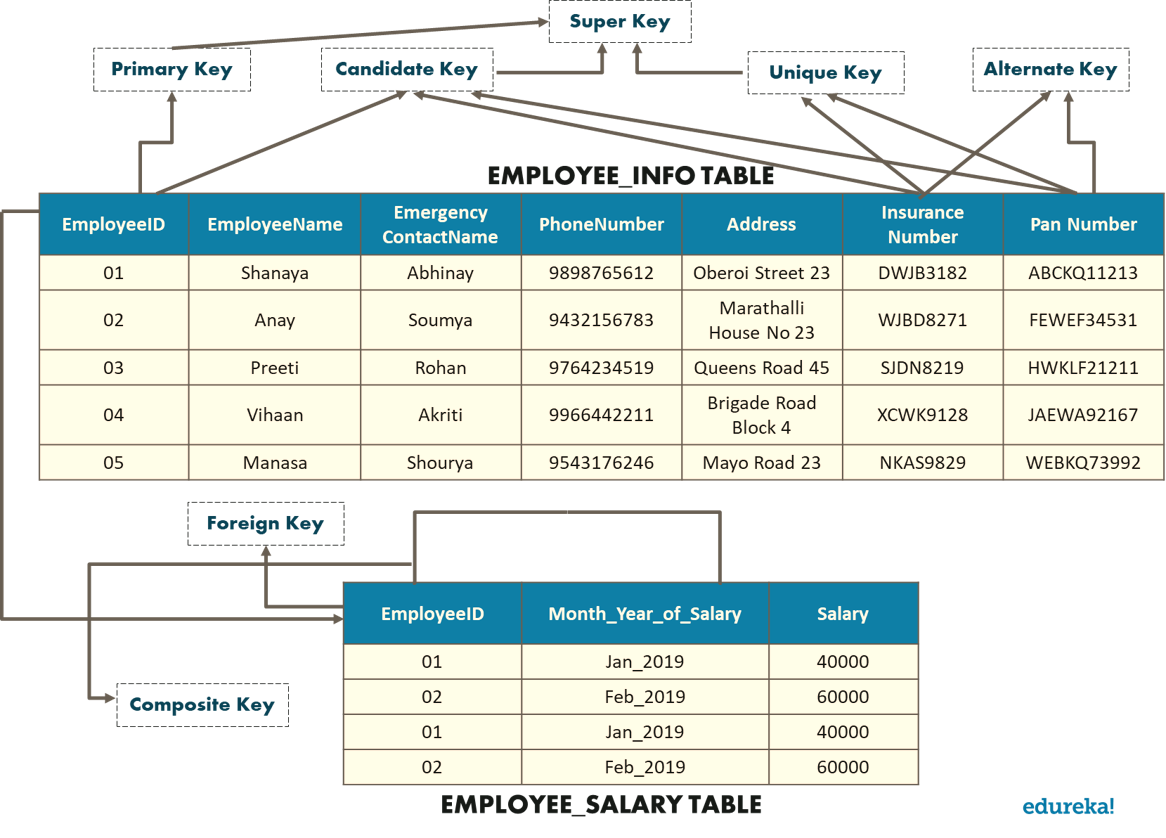 Super Key
Primary Key
Candidate Key
Unique Key
Alternate Key
EMPLOYEE_INFO TABLE
EmployeeID EmployeeName Emergency ContactName PhoneNumber Address Insurance Number Pan Number
01 Shanaya Abhinay 9898765612 Oberoi Street 23 DWJB3182 ABCKQ11213
02 Anay Soumya 9432156783 Marathalli House No 23 WJBD8271 FEWEF34531
03 Preeti Rohan 9764234519 Queens Road 45 SJDN8219 HWKLF21211
04 Vihaan Akriti 9966442211 Brigade Road Block 4 XCWK9128 JAEWA92167
05 Manasa Shourya 9543176246 Mayo Road 23 NKAS9829 WEBKQ73992
Foreign Key
EmployeeID Month_Year_of_Salary Salary
01 Jan_2019 40000
02 Feb_2019 60000
01 Jan_2019 40000
02 Feb_2019 60000
Composite Key
EMPLOYEE_SALARY TABLE
edureka!